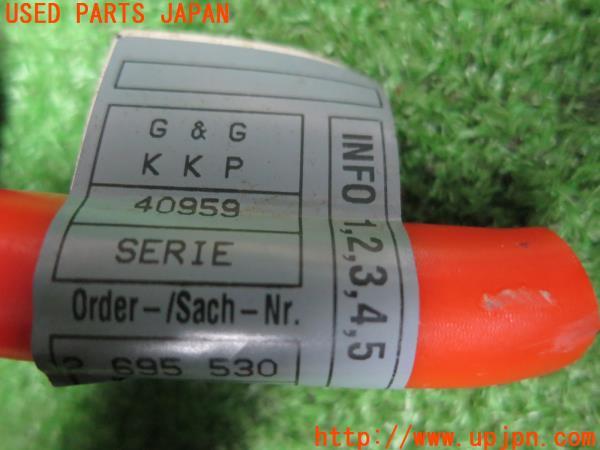 USED PARTS JAPAN
G & G
K K P
40959
SERIE
Order-/Sach-Nr.
695 530
INFO 1,2,3,4,5
http://www.upjpn.com